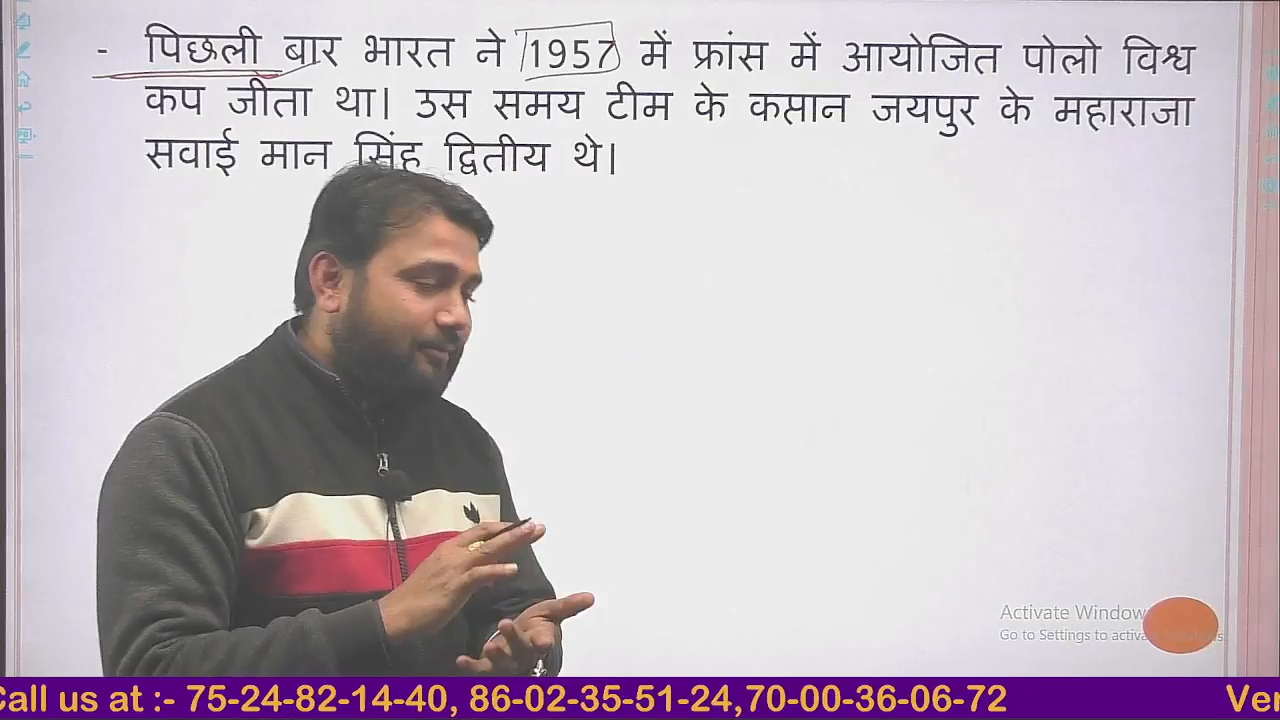 - पिछली बार भारत ने 1957 में फ्रांस में आयोजित पोलो विश्व
कप जीता था। उस समय टीम के कप्तान जयपुर के महाराजा
सवाई मान सिंह द्वितीय थे।
Activate Window
Go to Settings to activa
Call us at :- 75-24-82-14-40, 86-02-35-51-24,70-00-36-06-72
Ver